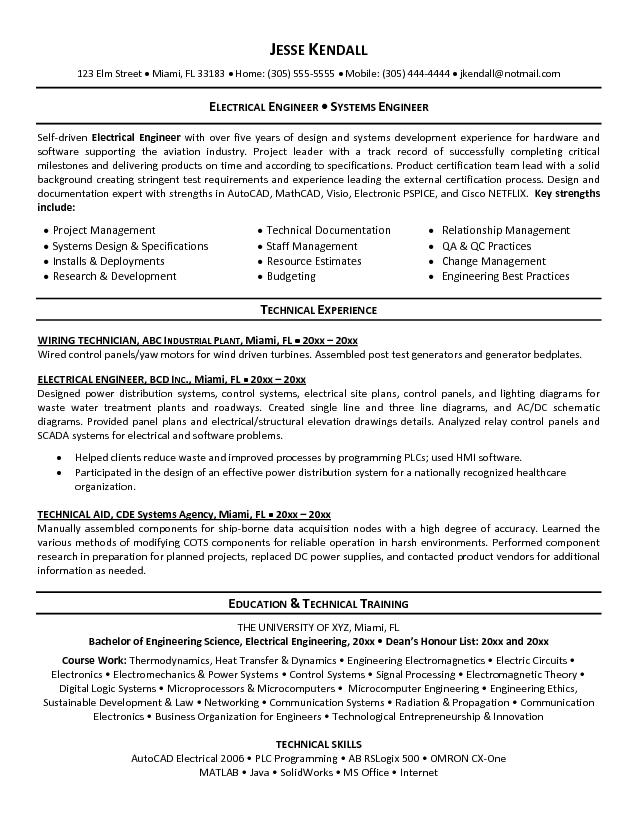 JESSE KENDALL
123 Elm Street • Miami, FL 33183 • Home: (305) 555-5555 • Mobile: (305) 444-4444 • jkendall@notmail.com
ELECTRICAL ENGINEER • SYSTEMS ENGINEER
Self-driven Electrical Engineer with over five years of design and systems development experience for hardware and
software supporting the aviation industry. Project leader with a track record of successfully completing critical
milestones and delivering products on time and according to specifications. Product certification team lead with a solid
background creating stringent test requirements and experience leading the external certification process. Design and
documentation expert with strengths in AutoCAD, MathCAD, Visio, Electronic PSPICE, and Cisco NETFLIX. Key strengths
include:
• Project Management • Technical Documentation • Relationship Management
• Systems Design & Specifications • Staff Management • QA & QC Practices
• Installs & Deployments • Resource Estimates • Change Management
• Research & Development • Budgeting • Engineering Best Practices
TECHNICAL EXPERIENCE
WIRING TECHNICIAN, ABC INDUSTRIAL PLANT, Miami, FL ▪ 20xx – 20xx
Wired control panels/yaw motors for wind driven turbines. Assembled post test generators and generator bedplates.
ELECTRICAL ENGINEER, BCD INC., Miami, FL ▪ 20xx – 20xx
Designed power distribution systems, control systems, electrical site plans, control panels, and lighting diagrams for
waste water treatment plants and roadways. Created single line and three line diagrams, and AC/DC schematic
diagrams. Provided panel plans and electrical/structural elevation drawings details. Analyzed relay control panels and
SCADA systems for electrical and software problems.
• Helped clients reduce waste and improved processes by programming PLCs; used HMI software.
• Participated in the design of an effective power distribution system for a nationally recognized healthcare
organization.
TECHNICAL AID, CDE Systems Agency, Miami, FL ▪ 20xx – 20xx
Manually assembled components for ship-borne data acquisition nodes with a high degree of accuracy. Learned the
various methods of modifying COTS components for reliable operation in harsh environments. Performed component
research in preparation for planned projects, replaced DC power supplies, and contacted product vendors for additional
information as needed.
EDUCATION & TECHNICAL TRAINING
THE UNIVERSITY OF XYZ, Miami, FL
Bachelor of Engineering Science, Electrical Engineering, 20xx • Dean's Honour List: 20xx and 20xx
Course Work: Thermodynamics, Heat Transfer & Dynamics • Engineering Electromagnetics • Electric Circuits •
Electronics • Electromechanics & Power Systems • Control Systems • Signal Processing • Electromagnetic Theory •
Digital Logic Systems • Microprocessors & Microcomputers • Microcomputer Engineering • Engineering Ethics,
Sustainable Development & Law • Networking • Communication Systems • Radiation & Propagation • Communication
Electronics • Business Organization for Engineers • Technological Entrepreneurship & Innovation
TECHNICAL SKILLS
AutoCAD Electrical 2006 • PLC Programming • AB RSLogix 500 • OMRON CX-One
MATLAB • Java • SolidWorks • MS Office • Internet